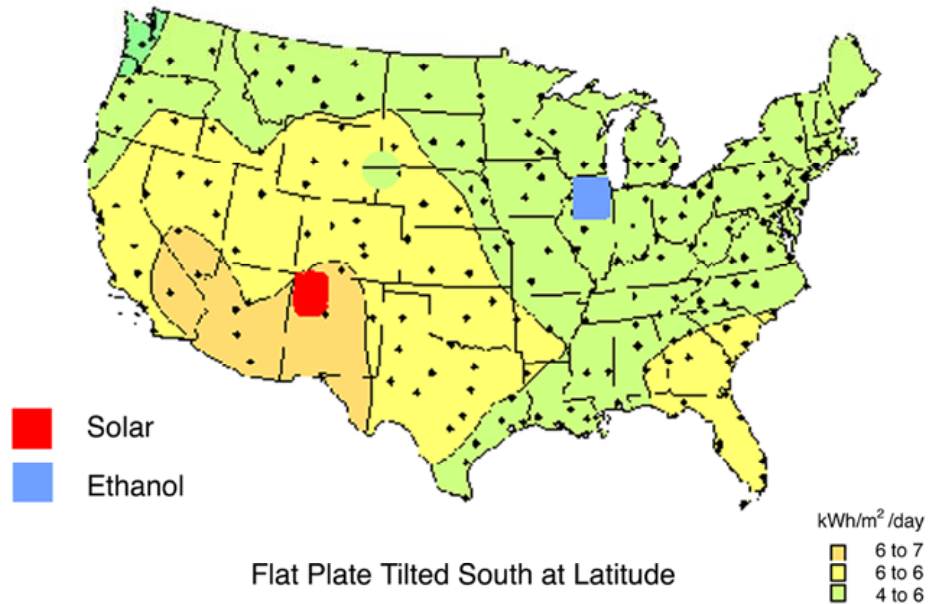 Solar
Ethanol
Flat Plate Tilted South at Latitude
kWh/m² /day
6 to 7
6 to 6
4 to 6